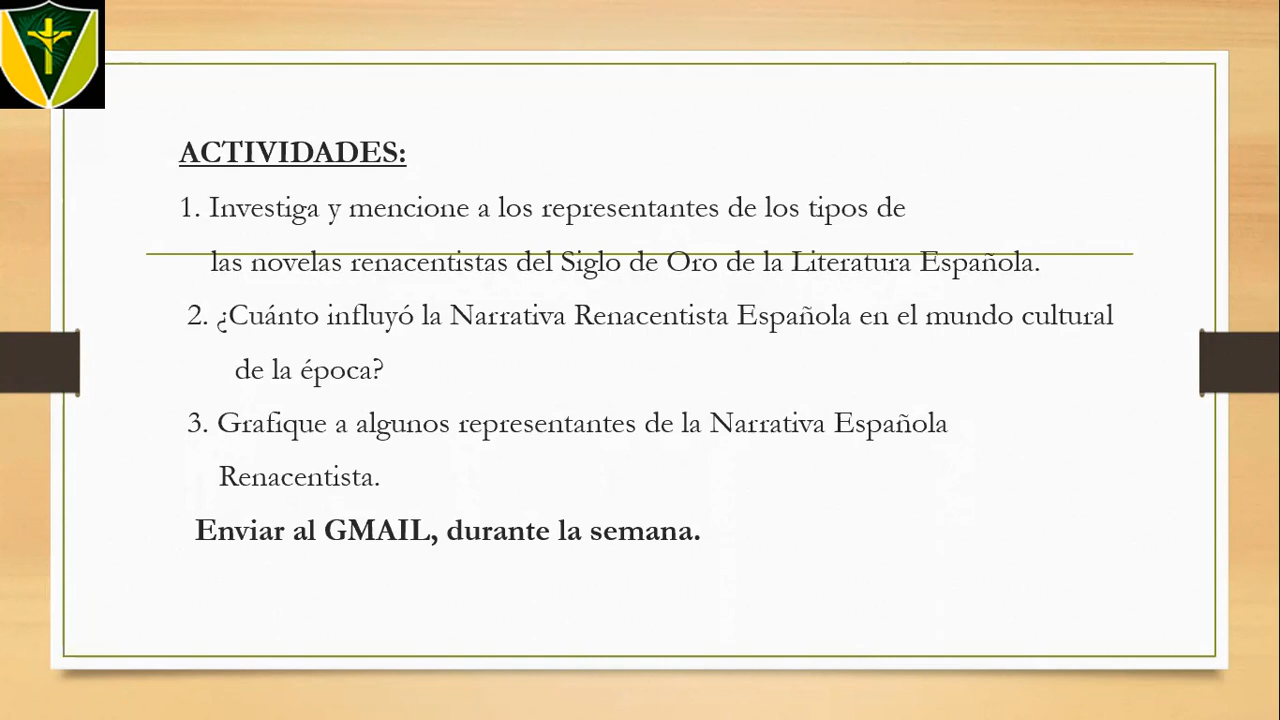 ACTIVIDADES:
1. Investiga y mencione a los representantes de los tipos de
las novelas renacentistas del Siglo de Oro de la Literatura Española.
2. ¿Cuánto influyó la Narrativa Renacentista Española en el mundo cultural
de la época?
3. Grafique a algunos representantes de la Narrativa Española
Renacentista.
Enviar al GMAIL, durante la semana.